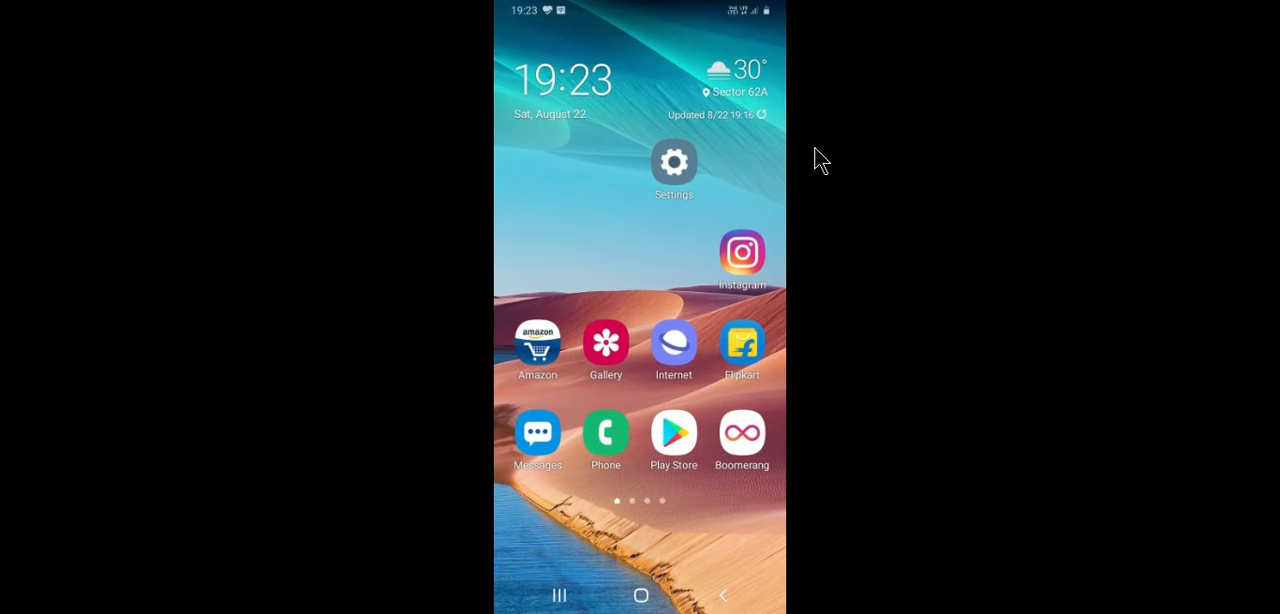 19:23
19:23
30°
Sector 62A
Sat, August 22
Updated 8/22 19:16
Settings
Instagram
amazon
Amazon
Gallery
Internet
Flipkart
Messages
Phone
Play Store
Boomerang